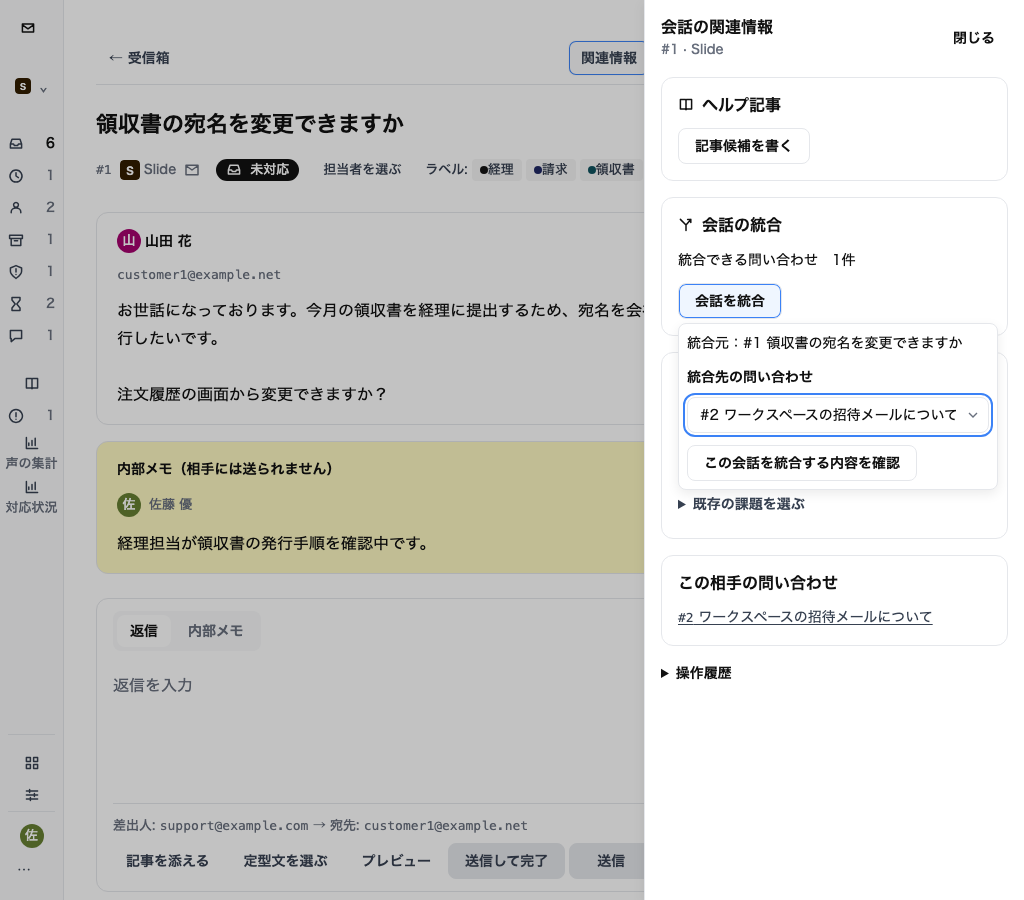 S
6
1
2
1
1
2
1
1
声の集計
対応状況
佐
…
← 受信箱
関連情報
領収書の宛名を変更できますか
#1 S Slide 未対応 担当者を選ぶ ラベル: 経理 請求 領収書
山 山田 花
customer1@example.net
お世話になっております。今月の領収書を経理に提出するため、宛名を会
行したいです。
注文履歴の画面から変更できますか？
内部メモ（相手には送られません）
佐 佐藤 優
経理担当が領収書の発行手順を確認中です。
返信 内部メモ
返信を入力
差出人: support@example.com → 宛先: customer1@example.net
記事を添える 定型文を選ぶ プレビュー 送信して完了 送信
会話の関連情報
#1 · Slide
閉じる
ヘルプ記事
記事候補を書く
会話の統合
統合できる問い合わせ 1件
会話を統合
統合元：#1 領収書の宛名を変更できますか
統合先の問い合わせ
#2 ワークスペースの招待メールについて
この会話を統合する内容を確認
▶ 既存の課題を選ぶ
この相手の問い合わせ
#2 ワークスペースの招待メールについて
▶ 操作履歴